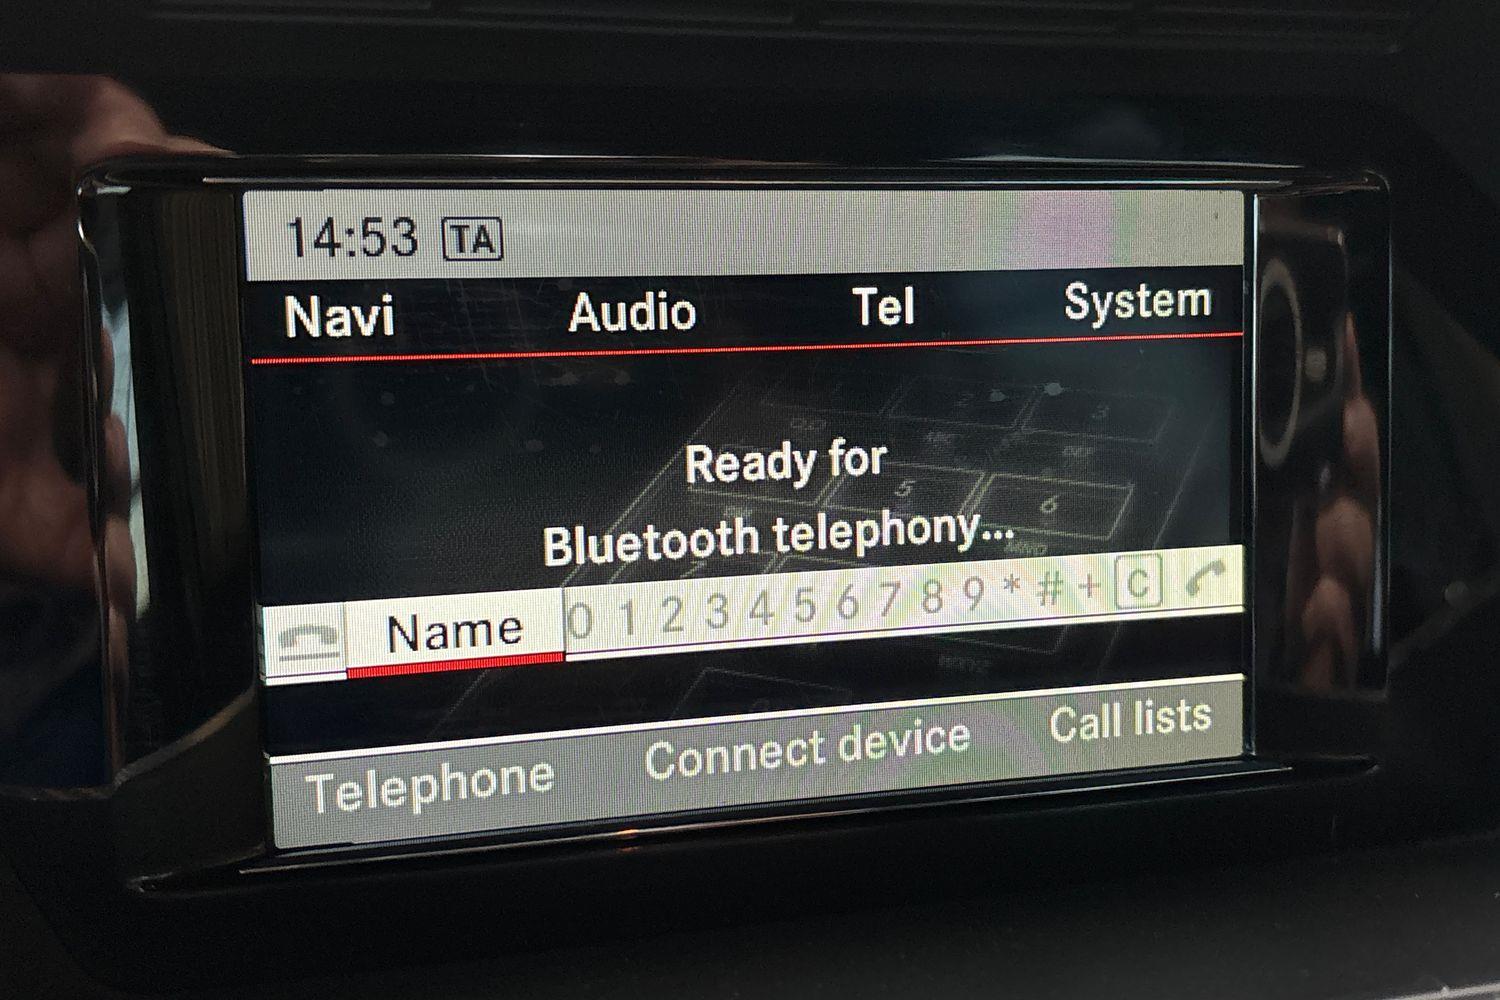 14:53 TA
Navi Audio Tel System
Ready for
Bluetooth telephony...
Name 0 1 2 3 4 5 6 7 8 9 * # + C
Telephone Connect device Call lists